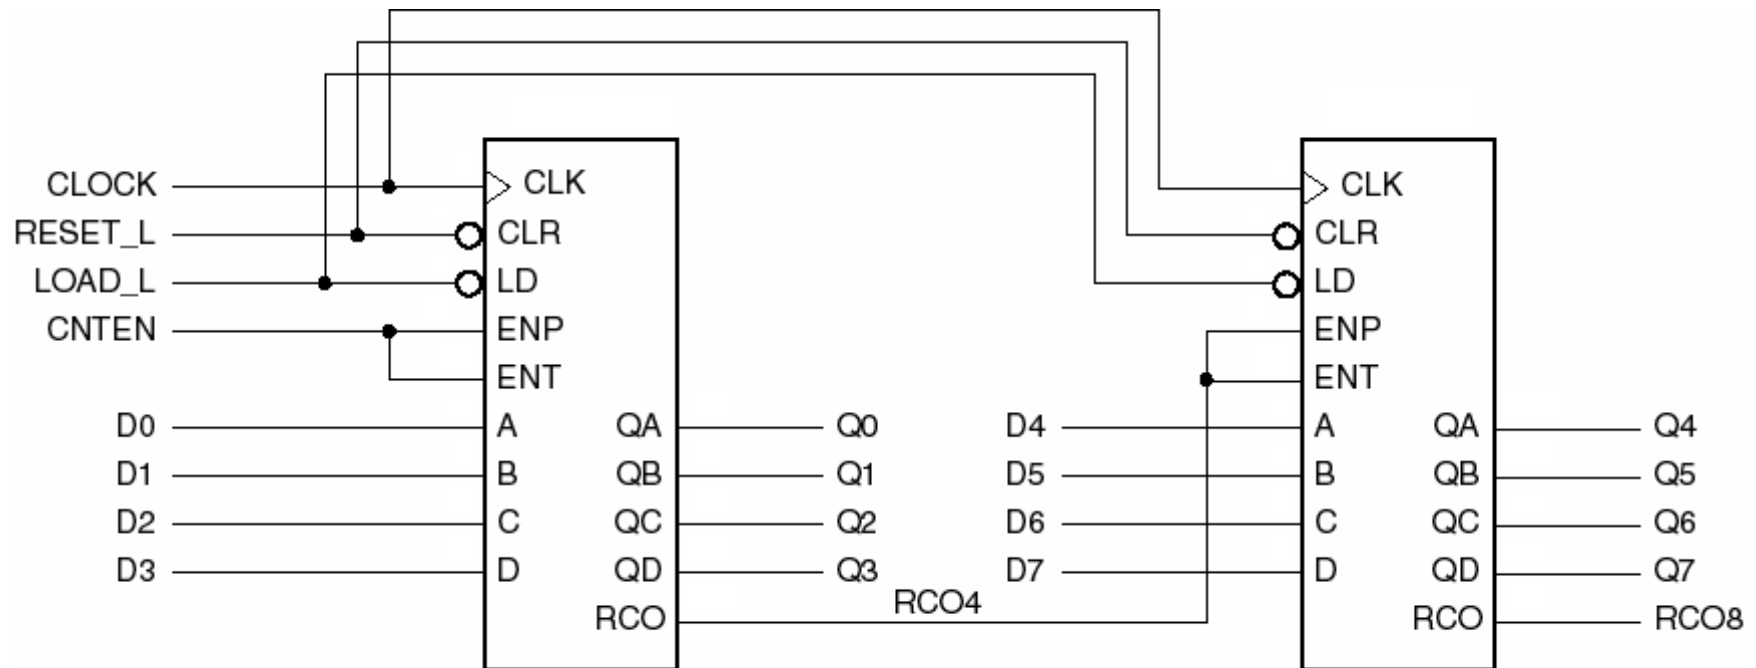 CLOCK CLK CLK
RESET_L CLR CLR
LOAD_L LD LD
CNTEN ENP ENP
ENT ENT
D0 A QA Q0 D4 A QA Q4
D1 B QB Q1 D5 B QB Q5
D2 C QC Q2 D6 C QC Q6
D3 D QD Q3 D7 D QD Q7
RCO RCO4 RCO RCO8